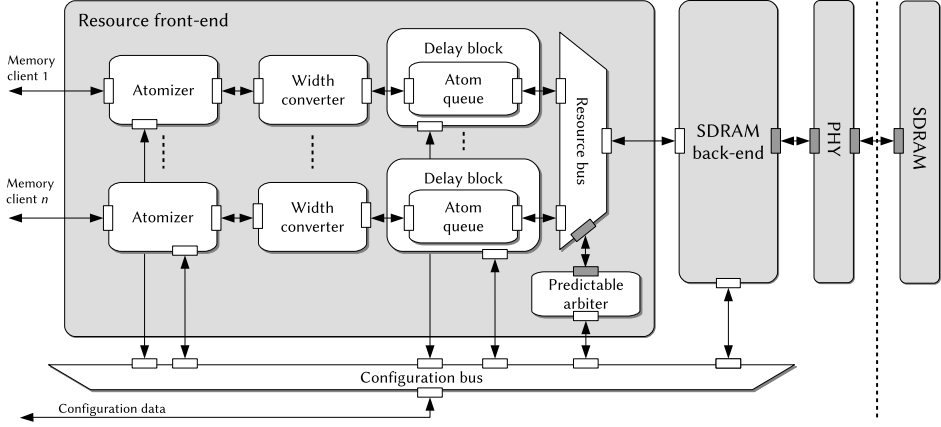 Resource front-end
Memory
client 1
Atomizer
Width
converter
Delay block
Atom
queue
Resource bus
SDRAM
back-end
PHY
SDRAM
Memory
client n
Atomizer
Width
converter
Delay block
Atom
queue
Predictable
arbiter
Configuration bus
Configuration data